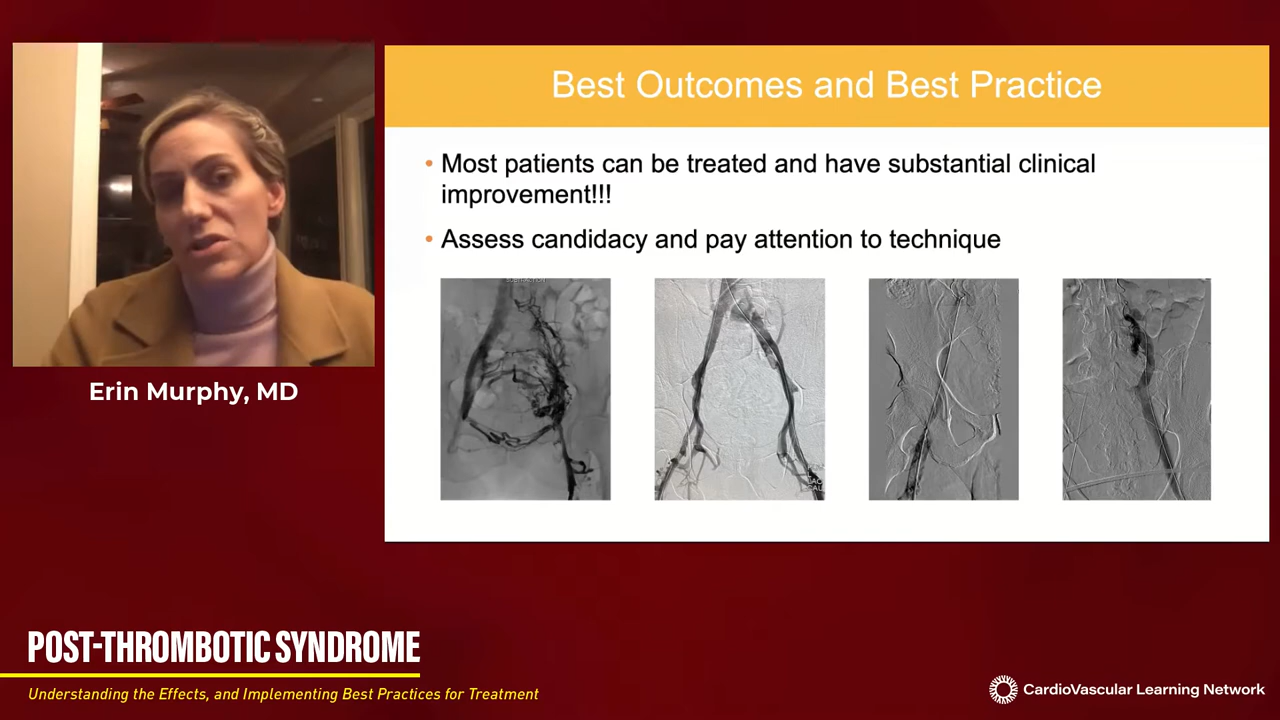 Best Outcomes and Best Practice
• Most patients can be treated and have substantial clinical
improvement!!!
• Assess candidacy and pay attention to technique
Erin Murphy, MD
POST-THROMBOTIC SYNDROME
Understanding the Effects, and Implementing Best Practices for Treatment
CardioVascular Learning Network